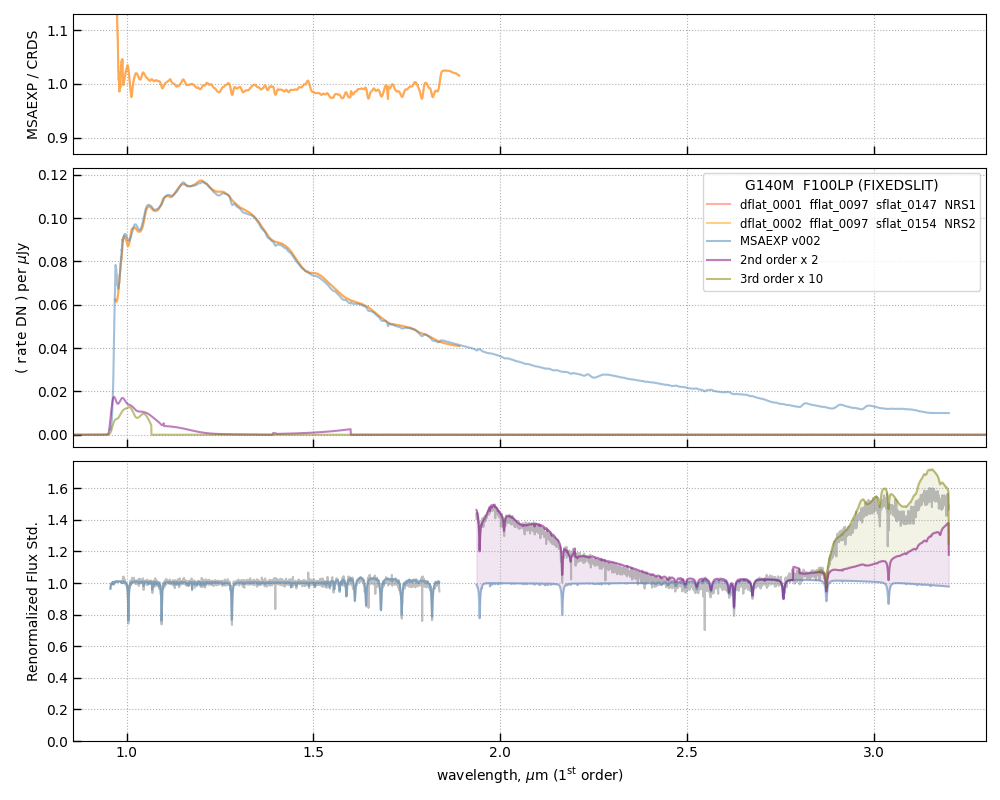 1.1
1.0
0.9
MSAEXP / CRDS
0.12
0.10
0.08
0.06
0.04
0.02
0.00
( rate DN ) per μJy
G140M F100LP (FIXEDSLIT)
dflat_0001 fflat_0097 sflat_0147 NRS1
dflat_0002 fflat_0097 sflat_0154 NRS2
MSAEXP v002
2nd order x 2
3rd order x 10
1.6
1.4
1.2
1.0
0.8
0.6
0.4
0.2
0.0
Renormalized Flux Std.
1.0 1.5 2.0 2.5 3.0
wavelength, μm (1st order)